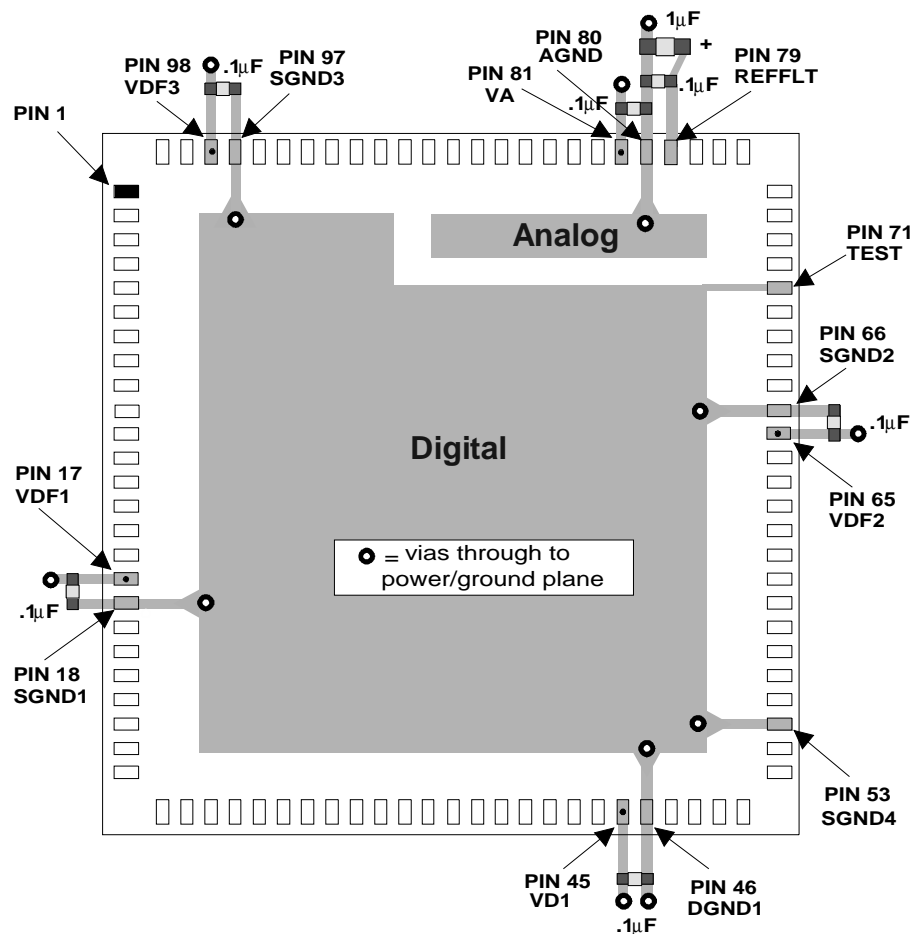 PIN 98
VDF3
.1µF
PIN 97
SGND3
PIN 1
PIN 81
VA
PIN 80
AGND
1µF
+
.1µF
.1µF
PIN 79
REFFLT
Analog
PIN 71
TEST
PIN 66
SGND2
.1µF
PIN 65
VDF2
Digital
PIN 17
VDF1
.1µF
PIN 18
SGND1
= vias through to
power/ground plane
PIN 53
SGND4
PIN 45
VD1
.1µF
PIN 46
DGND1